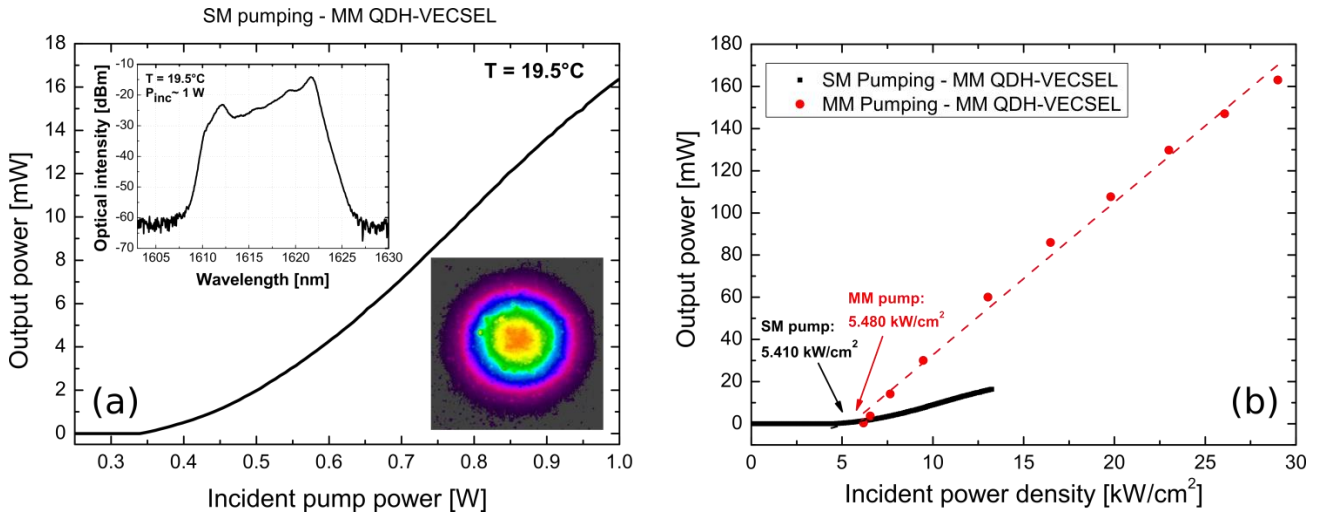 SM pumping - MM QDH-VECSEL
18
16
14
12
10
8
6
4
2
0
Output power [mW]
0.3 0.4 0.5 0.6 0.7 0.8 0.9 1.0
Incident pump power [W]
T = 19.5°C
(a)
-10
-20
-30
-40
-50
-60
-70
Optical intensity [dBm]
T = 19.5°C
Pinc~ 1 W
1605 1610 1615 1620 1625 1630
Wavelength [nm]
180
160
140
120
100
80
60
40
20
0
Output power [mW]
SM Pumping - MM QDH-VECSEL
MM Pumping - MM QDH-VECSEL
MM pump:
5.480 kW/cm²
SM pump:
5.410 kW/cm²
(b)
0 5 10 15 20 25 30
Incident power density [kW/cm²]